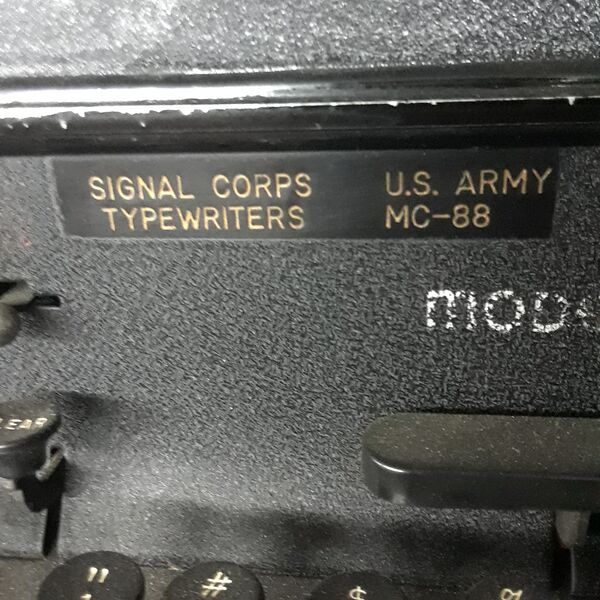 SIGNAL CORPS U.S. ARMY
TYPEWRITERS MC-88
" # $ %